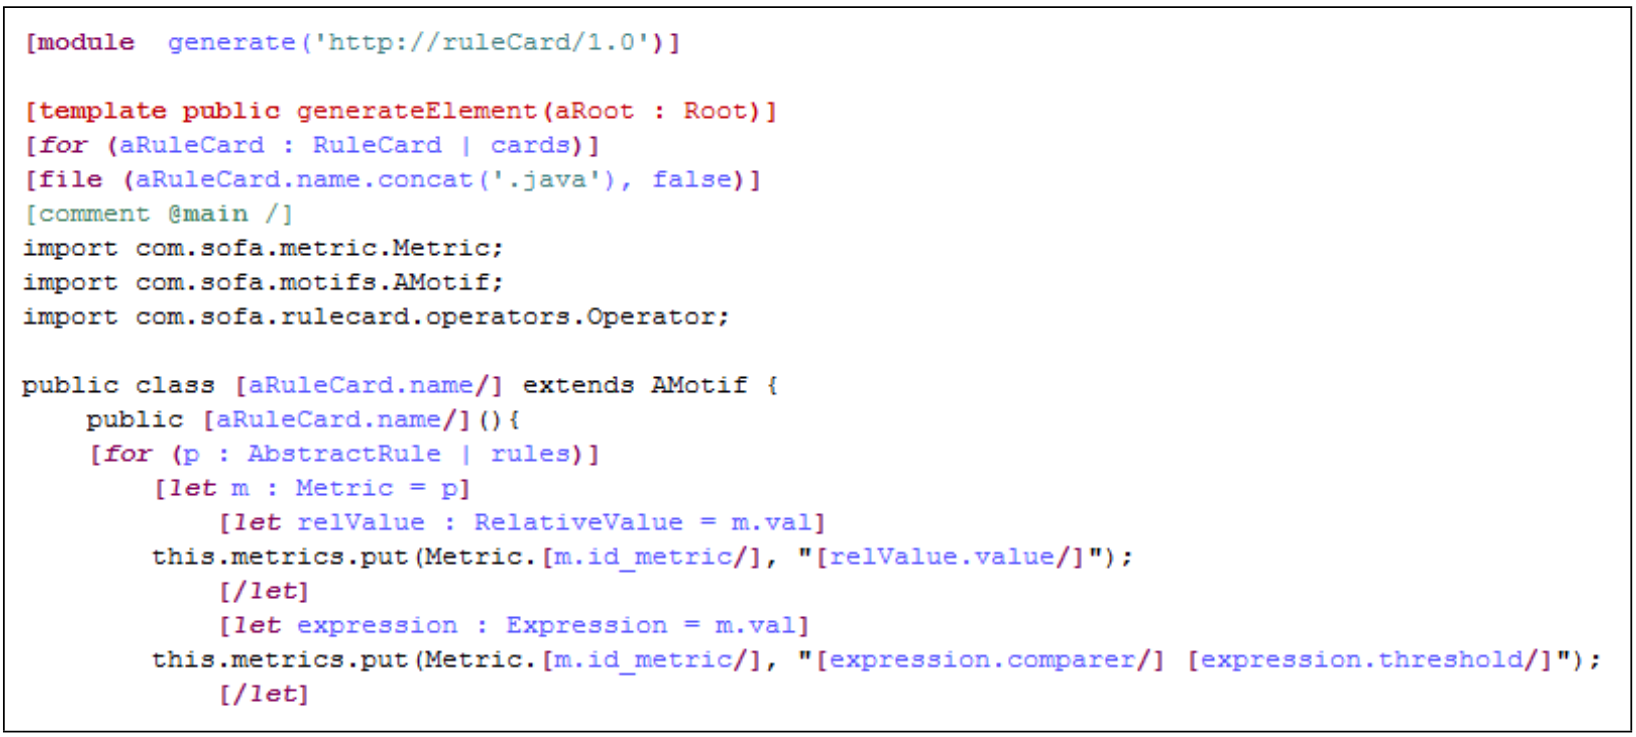 [module  generate('http://ruleCard/1.0')]
[template public generateElement(aRoot : Root)]
[for (aRuleCard : RuleCard | cards)]
[file (aRuleCard.name.concat('.java'), false)]
[comment @main /]
import com.sofa.metric.Metric;
import com.sofa.motifs.AMotif;
import com.sofa.rulecard.operators.Operator;
public class [aRuleCard.name/] extends AMotif {
    public [aRuleCard.name/](){
    [for (p : AbstractRule | rules)]
        [let m : Metric = p]
            [let relValue : RelativeValue = m.val]
        this.metrics.put(Metric.[m.id_metric/], "[relValue.value/]");
            [/let]
            [let expression : Expression = m.val]
        this.metrics.put(Metric.[m.id_metric/], "[expression.comparer/] [expression.threshold/]");
            [/let]